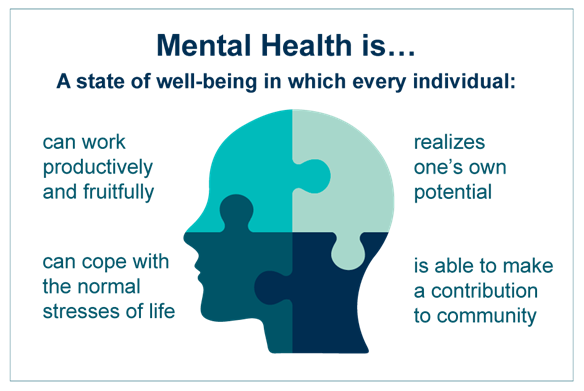 Mental Health is…
A state of well-being in which every individual:
can work
productively
and fruitfully
realizes
one’s own
potential
can cope with
the normal
stresses of life
is able to make
a contribution
to community